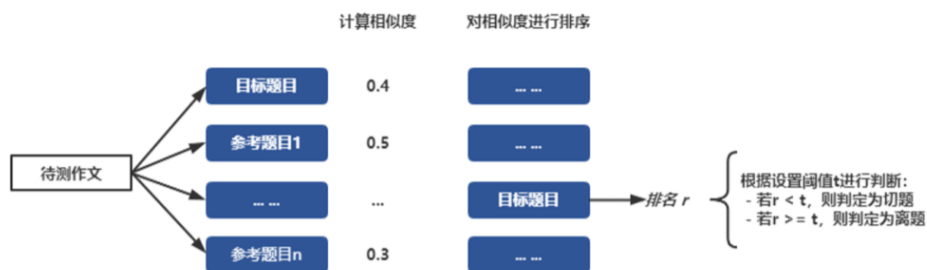 计算相似度 对相似度进行排序
目标题目 0.4 ... ...
参考题目1 0.5 ... ...
待测作文
... ... ... 目标题目 排名 r
根据设置阈值t进行判断：
- 若r < t，则判定为切题
- 若r >= t，则判定为离题
参考题目n 0.3 ... ...